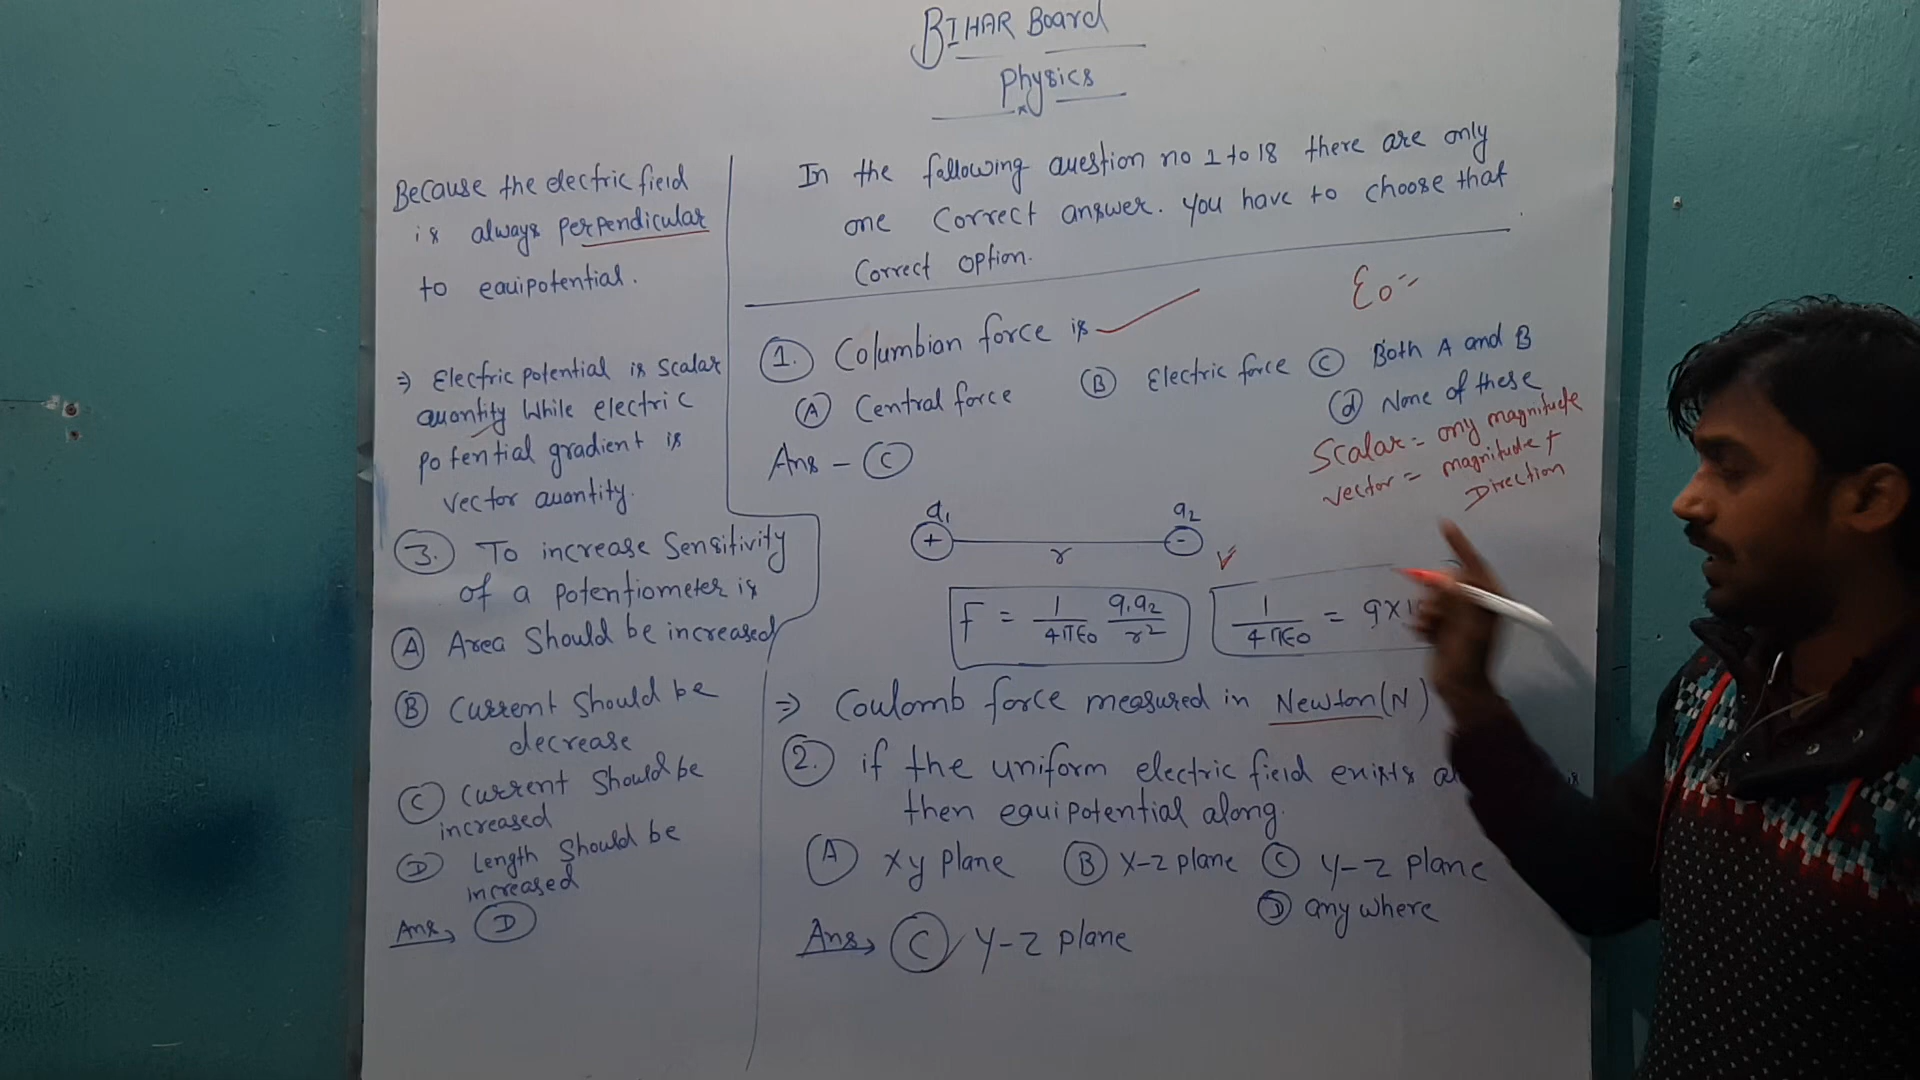 BIHAR Board
Physics
In the following question no 1 to 18 there are only
one correct answer. You have to choose that
Correct option.
1. Columbian force is
A Central force B Electric force C Both A and B
d None of these
Ans - C
ε0 =
Scalar = only magnitude
vector = magnitude +
Direction
q1 q2
+ r -
F = 1/4πε0 q1q2/r2 1/4πε0 = 9x1
⇒ Coulomb force measured in Newton(N)
2. if the uniform electric field exists
then equipotential along.
A xy plane B x-z plane C y-z plane
D any where
Ans, C y-z plane
Because the electric field
is always perpendicular
to equipotential.
⇒ Electric potential is scalar
quantity while electric
potential gradient is
vector quantity.
3. To increase Sensitivity
of a potentiometer is
A Area Should be increased
B Current Should be
decrease
C Current Should be
increased
D Length Should be
increased
Ans, D